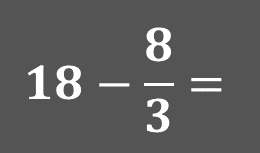 18 − 8/3 =